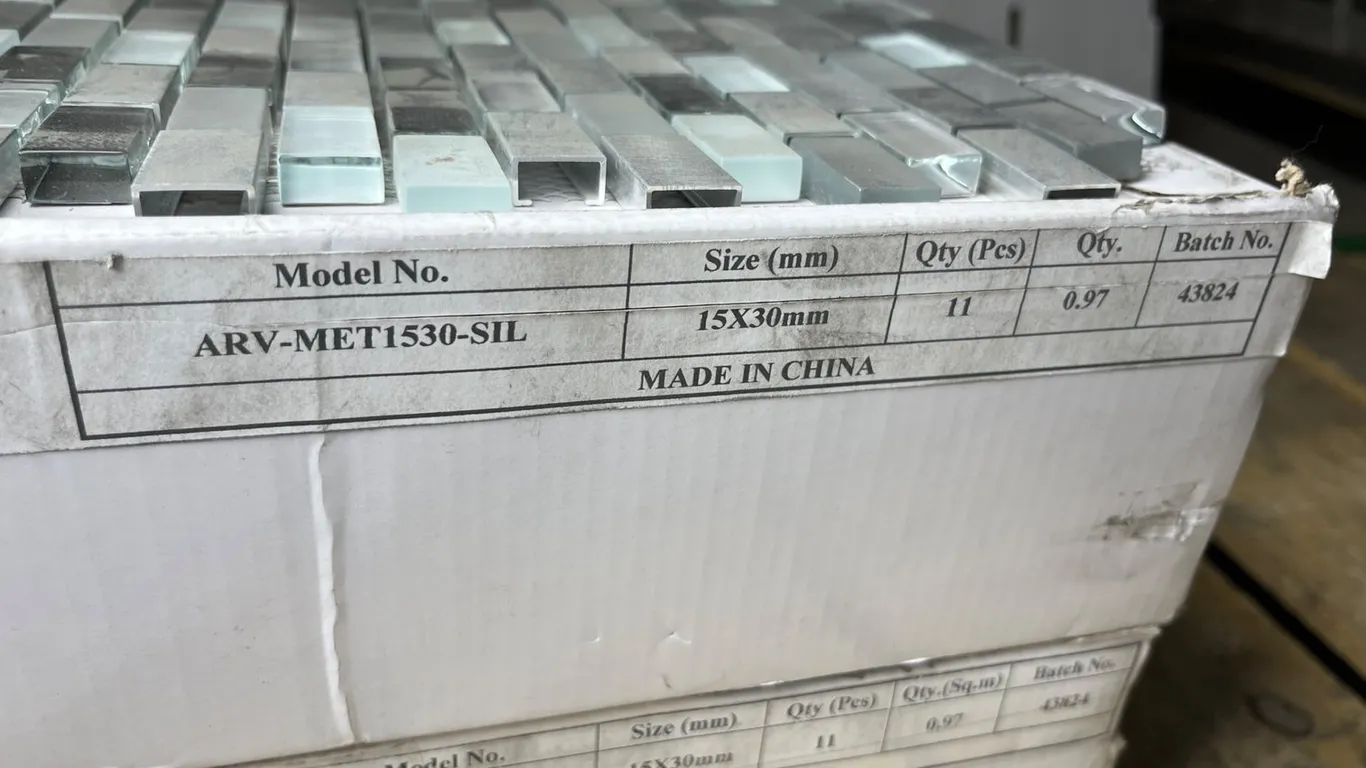 Model No. Size (mm) Qty (Pcs) Qty. Batch No.
ARV-MET1530-SIL 15X30mm 11 0.97 43824
MADE IN CHINA
Model No. Size (mm) Qty (Pcs) Qty.(Sq.m) Batch No.
15X30mm 11 0.97 43824